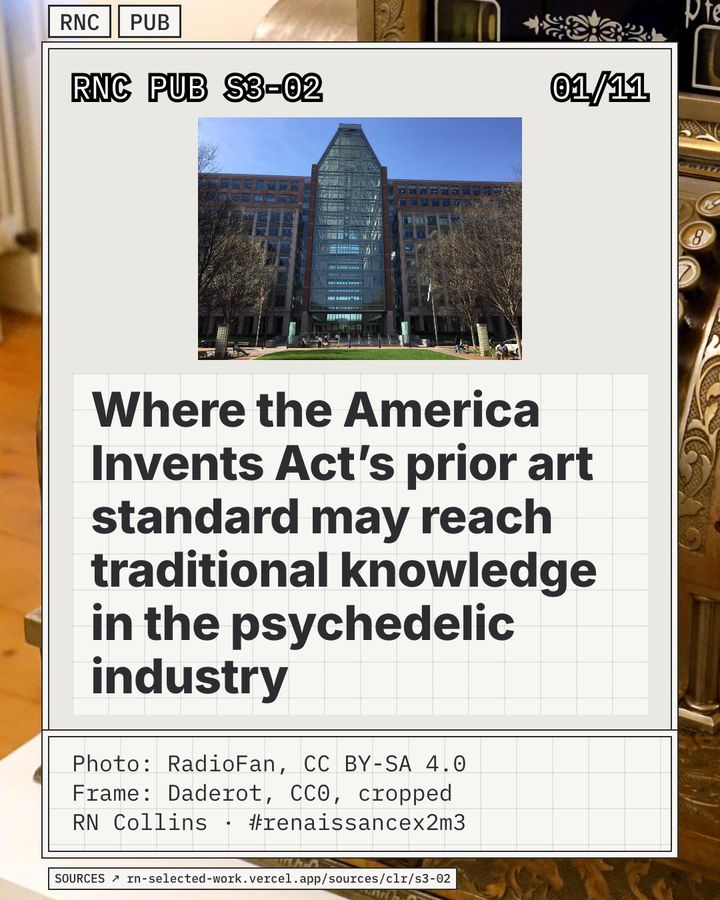 RNC PUB
RNC PUB S3-02 01/11
Where the America
Invents Act’s prior art
standard may reach
traditional knowledge
in the psychedelic
industry
Photo: RadioFan, CC BY-SA 4.0
Frame: Daderot, CC0, cropped
RN Collins · #renaissancex2m3
SOURCES ↗ rn-selected-work.vercel.app/sources/clr/s3-02